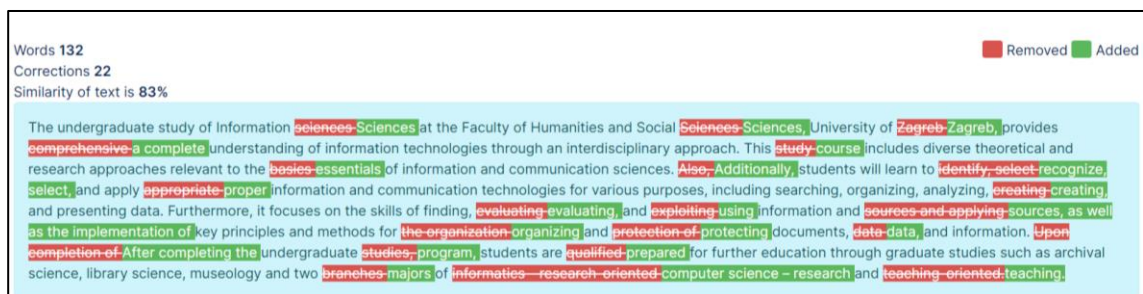 Words 132
Removed Added
Corrections 22
Similarity of text is 83%
The undergraduate study of Information sciences Sciences at the Faculty of Humanities and Social Sciences Sciences, University of Zagreb Zagreb, provides
comprehensive a complete understanding of information technologies through an interdisciplinary approach. This study course includes diverse theoretical and
research approaches relevant to the basics essentials of information and communication sciences. Also, Additionally, students will learn to identify, select recognize,
select, and apply appropriate proper information and communication technologies for various purposes, including searching, organizing, analyzing, creating creating,
and presenting data. Furthermore, it focuses on the skills of finding, evaluating evaluating, and exploiting using information and sources and applying sources, as well
as the implementation of key principles and methods for the organization organizing and protection of protecting documents, data data, and information. Upon
completion of After completing the undergraduate studies, program, students are qualified prepared for further education through graduate studies such as archival
science, library science, museology and two branches majors of informatics – research-oriented computer science – research and teaching-oriented. teaching.